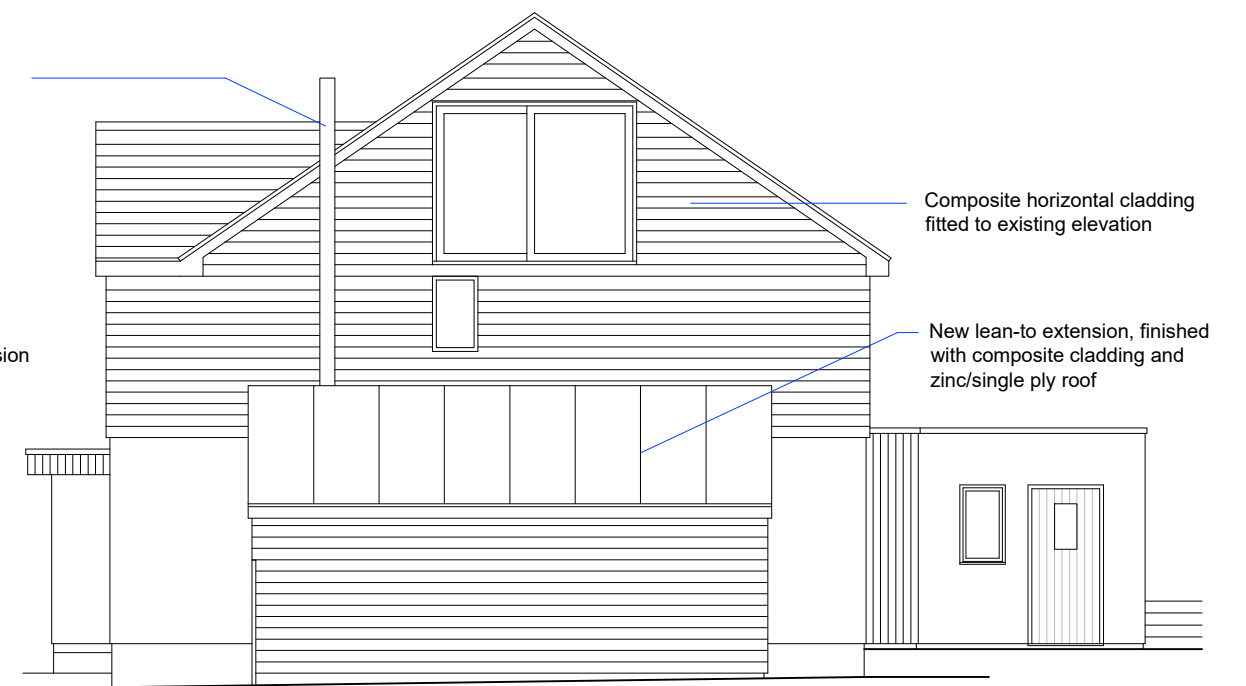 Composite horizontal cladding
fitted to existing elevation
New lean-to extension, finished
with composite cladding and
zinc/single ply roof